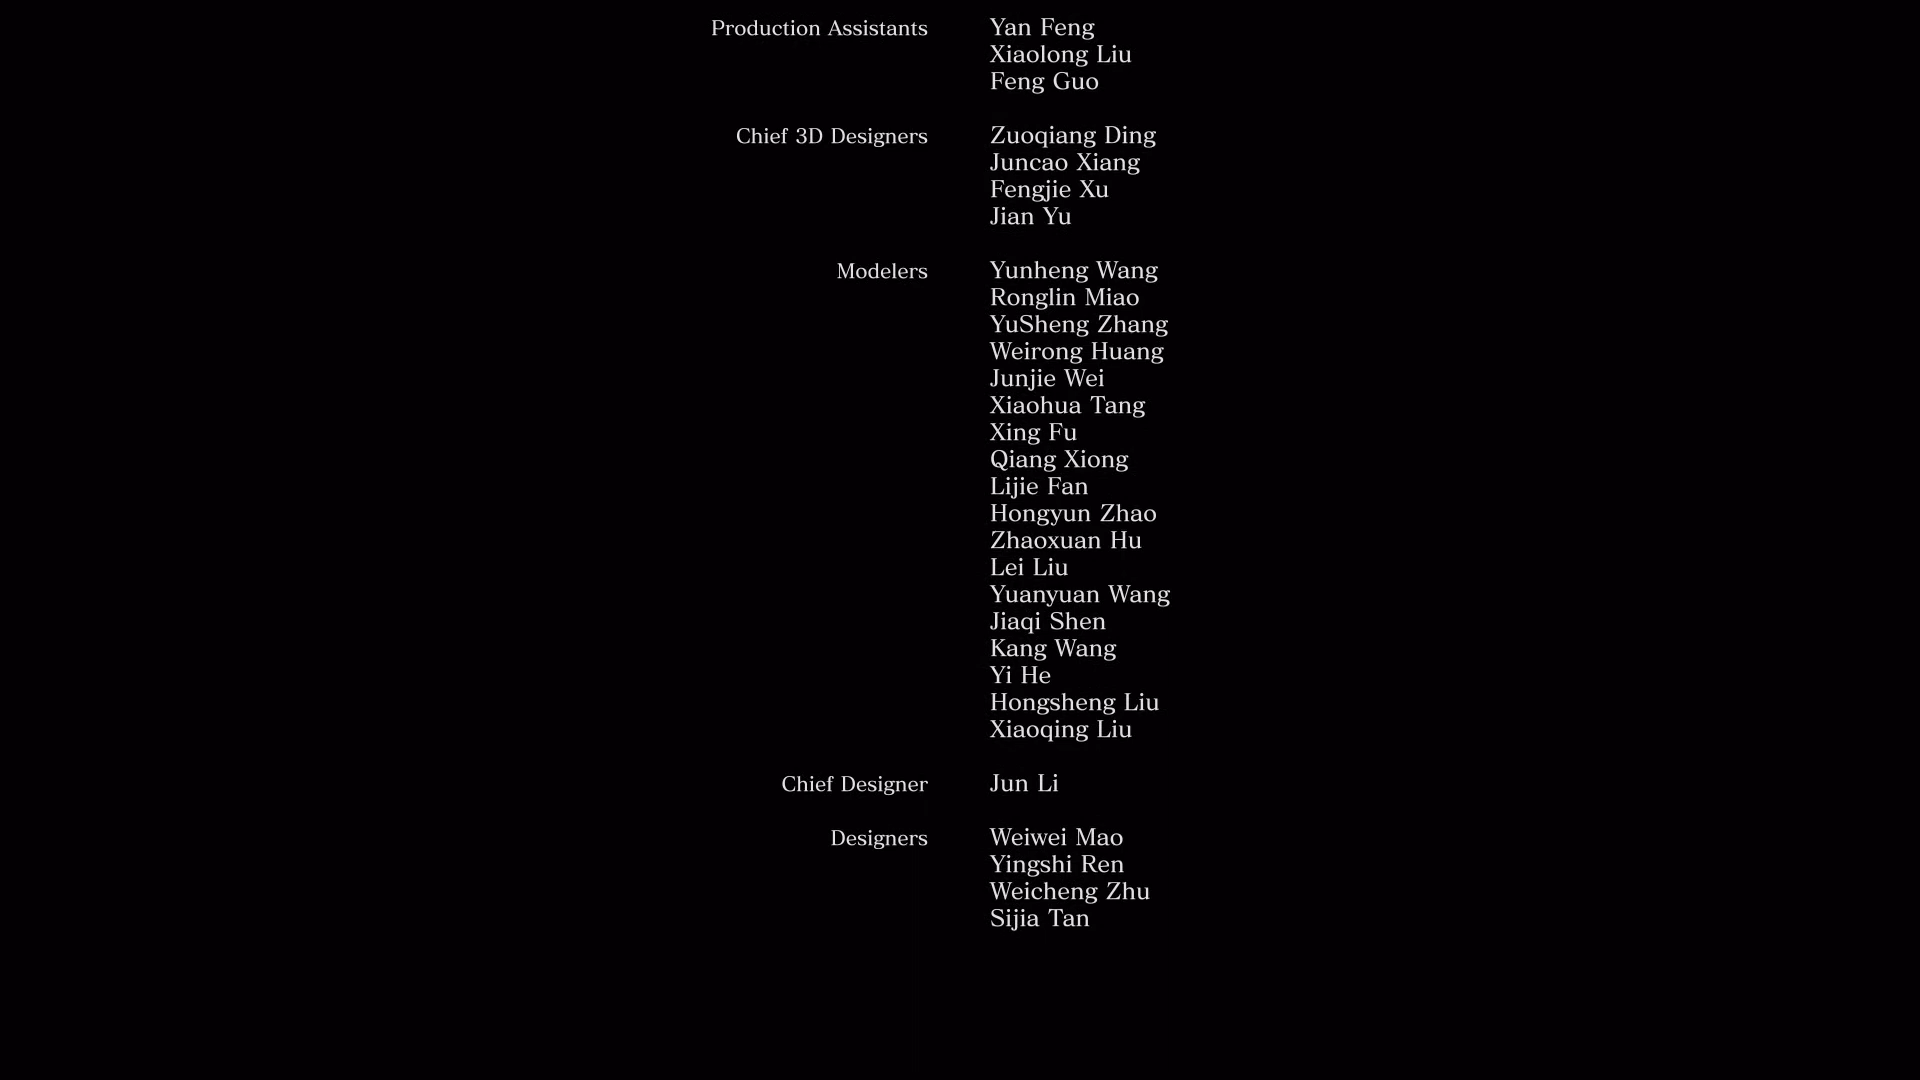 Production Assistants Yan Feng
Xiaolong Liu
Feng Guo
Chief 3D Designers Zuoqiang Ding
Juncao Xiang
Fengjie Xu
Jian Yu
Modelers Yunheng Wang
Ronglin Miao
YuSheng Zhang
Weirong Huang
Junjie Wei
Xiaohua Tang
Xing Fu
Qiang Xiong
Lijie Fan
Hongyun Zhao
Zhaoxuan Hu
Lei Liu
Yuanyuan Wang
Jiaqi Shen
Kang Wang
Yi He
Hongsheng Liu
Xiaoqing Liu
Chief Designer Jun Li
Designers Weiwei Mao
Yingshi Ren
Weicheng Zhu
Sijia Tan